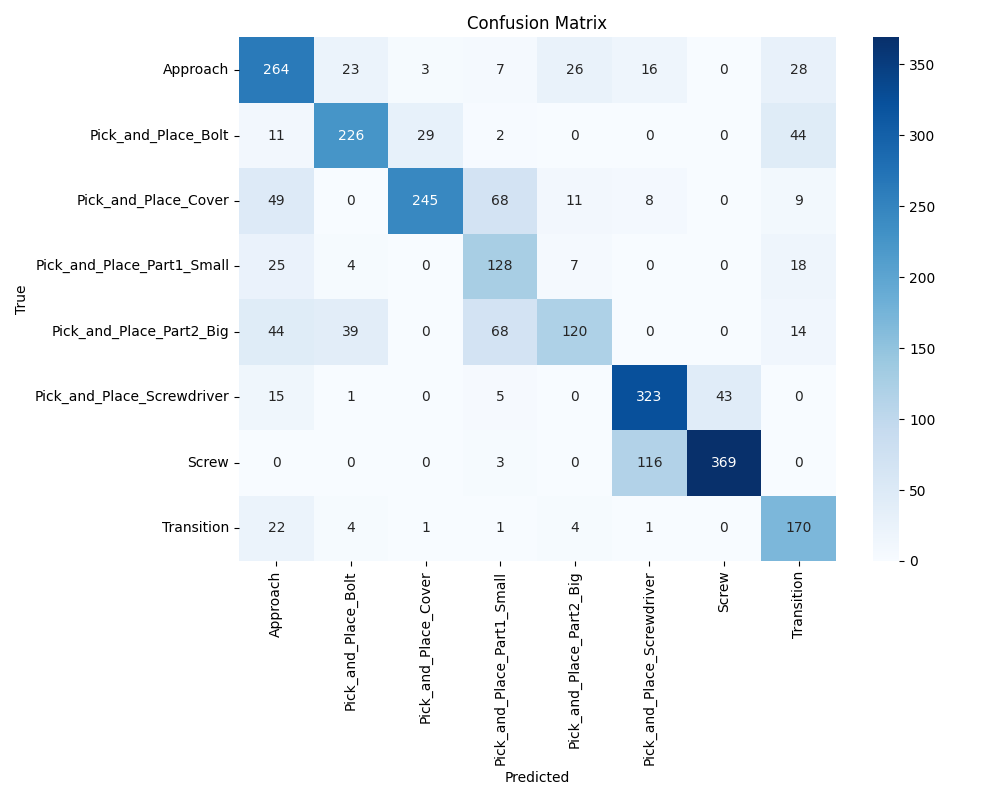 Confusion Matrix
True
Approach 264 23 3 7 26 16 0 28
Pick_and_Place_Bolt 11 226 29 2 0 0 0 44
Pick_and_Place_Cover 49 0 245 68 11 8 0 9
Pick_and_Place_Part1_Small 25 4 0 128 7 0 0 18
Pick_and_Place_Part2_Big 44 39 0 68 120 0 0 14
Pick_and_Place_Screwdriver 15 1 0 5 0 323 43 0
Screw 0 0 0 3 0 116 369 0
Transition 22 4 1 1 4 1 0 170
Approach
Pick_and_Place_Bolt
Pick_and_Place_Cover
Pick_and_Place_Part1_Small
Pick_and_Place_Part2_Big
Pick_and_Place_Screwdriver
Screw
Transition
Predicted
350
300
250
200
150
100
50
0